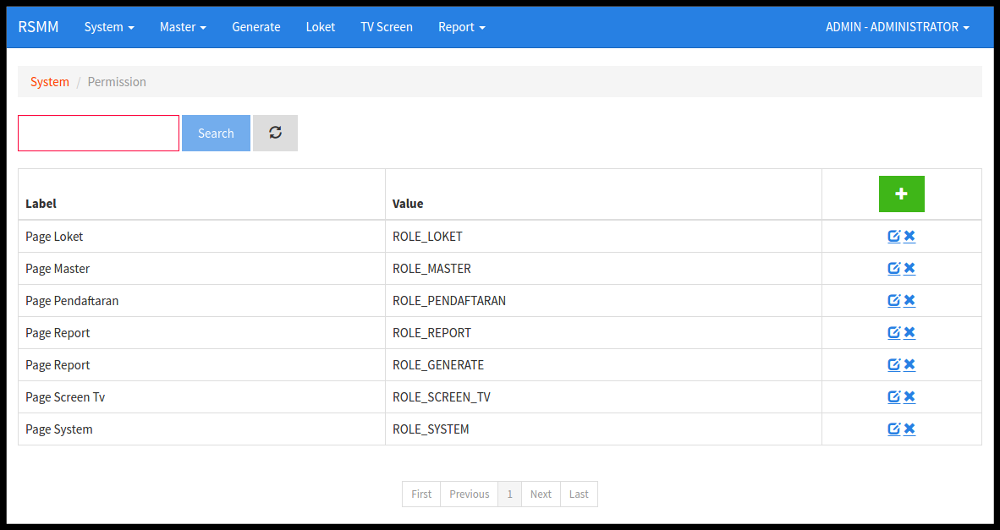 RSMM System Master Generate Loket TV Screen Report ADMIN - ADMINISTRATOR
System / Permission
Search
Label Value
Page Loket ROLE_LOKET
Page Master ROLE_MASTER
Page Pendaftaran ROLE_PENDAFTARAN
Page Report ROLE_REPORT
Page Report ROLE_GENERATE
Page Screen Tv ROLE_SCREEN_TV
Page System ROLE_SYSTEM
First Previous 1 Next Last